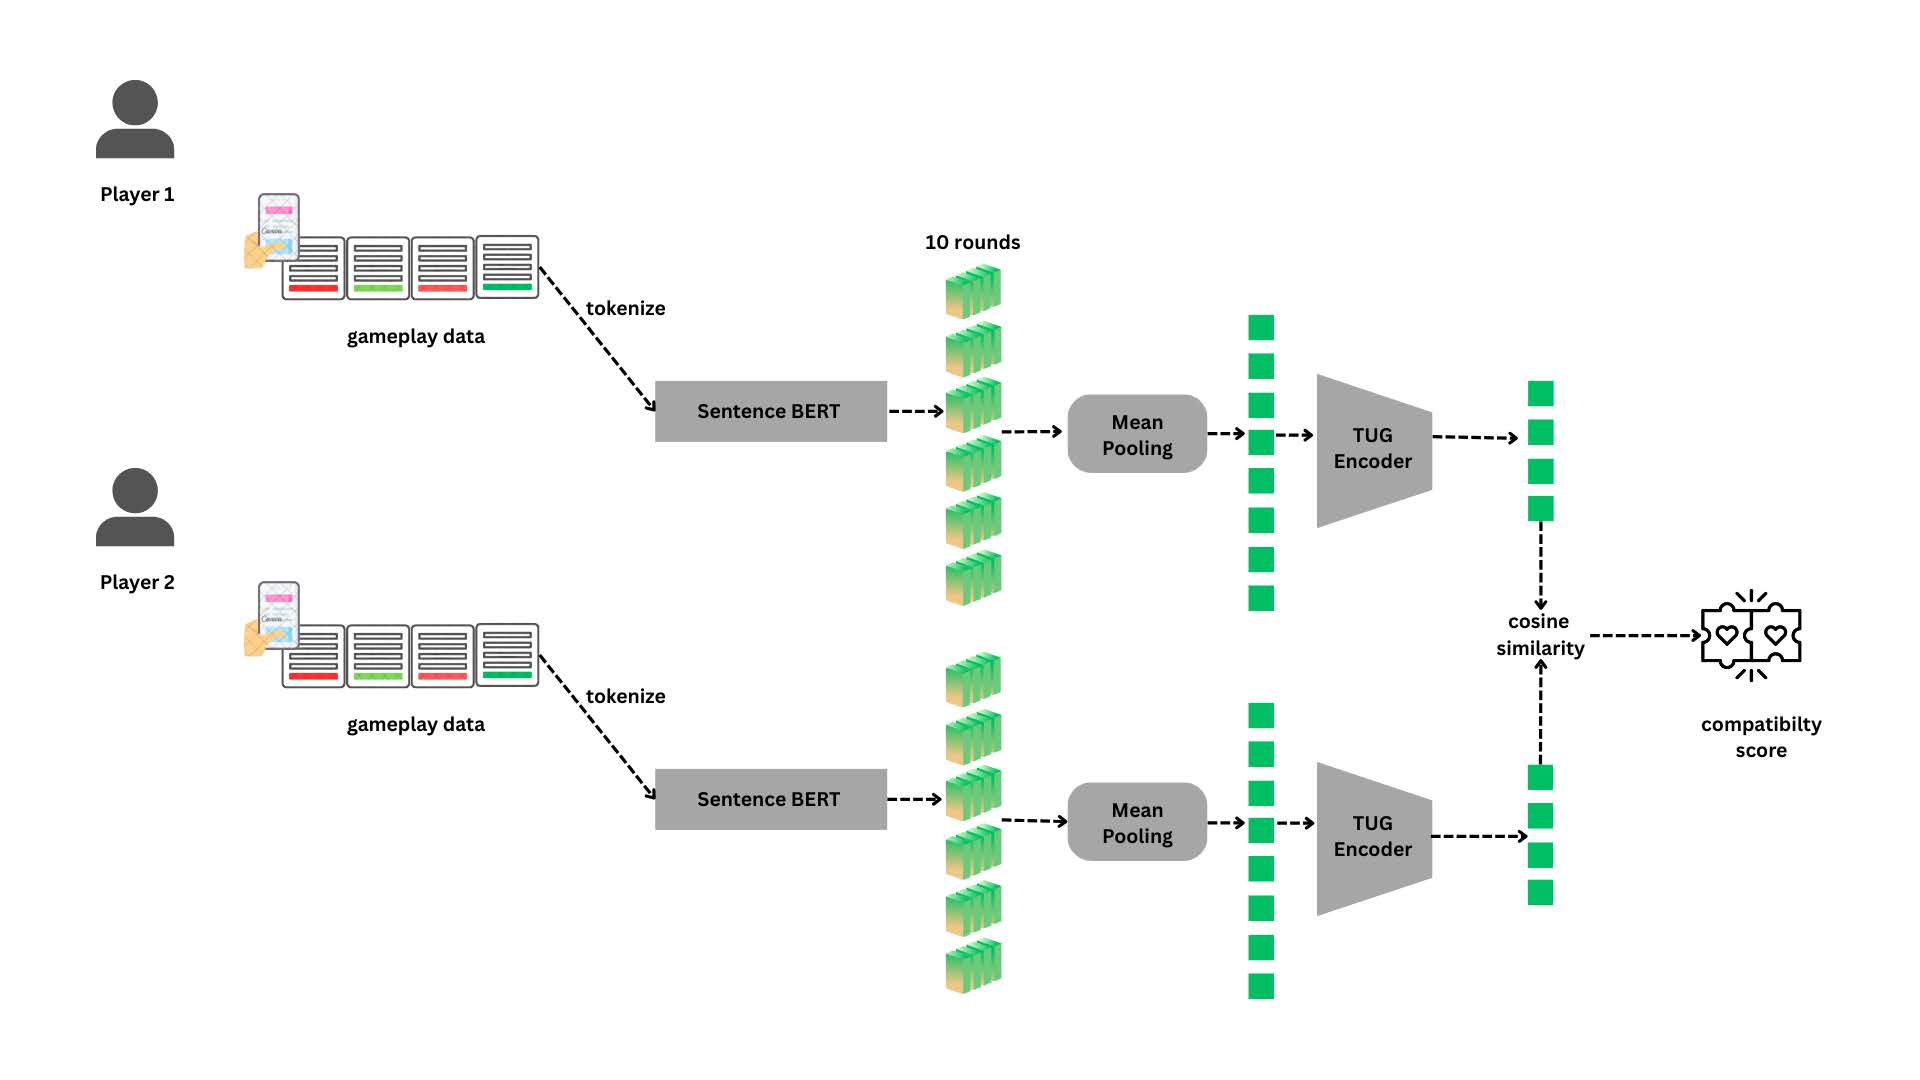 Player 1
gameplay data
tokenize
Sentence BERT
10 rounds
Mean
Pooling
TUG
Encoder
Player 2
gameplay data
tokenize
Sentence BERT
Mean
Pooling
TUG
Encoder
cosine
similarity
compatibilty
score